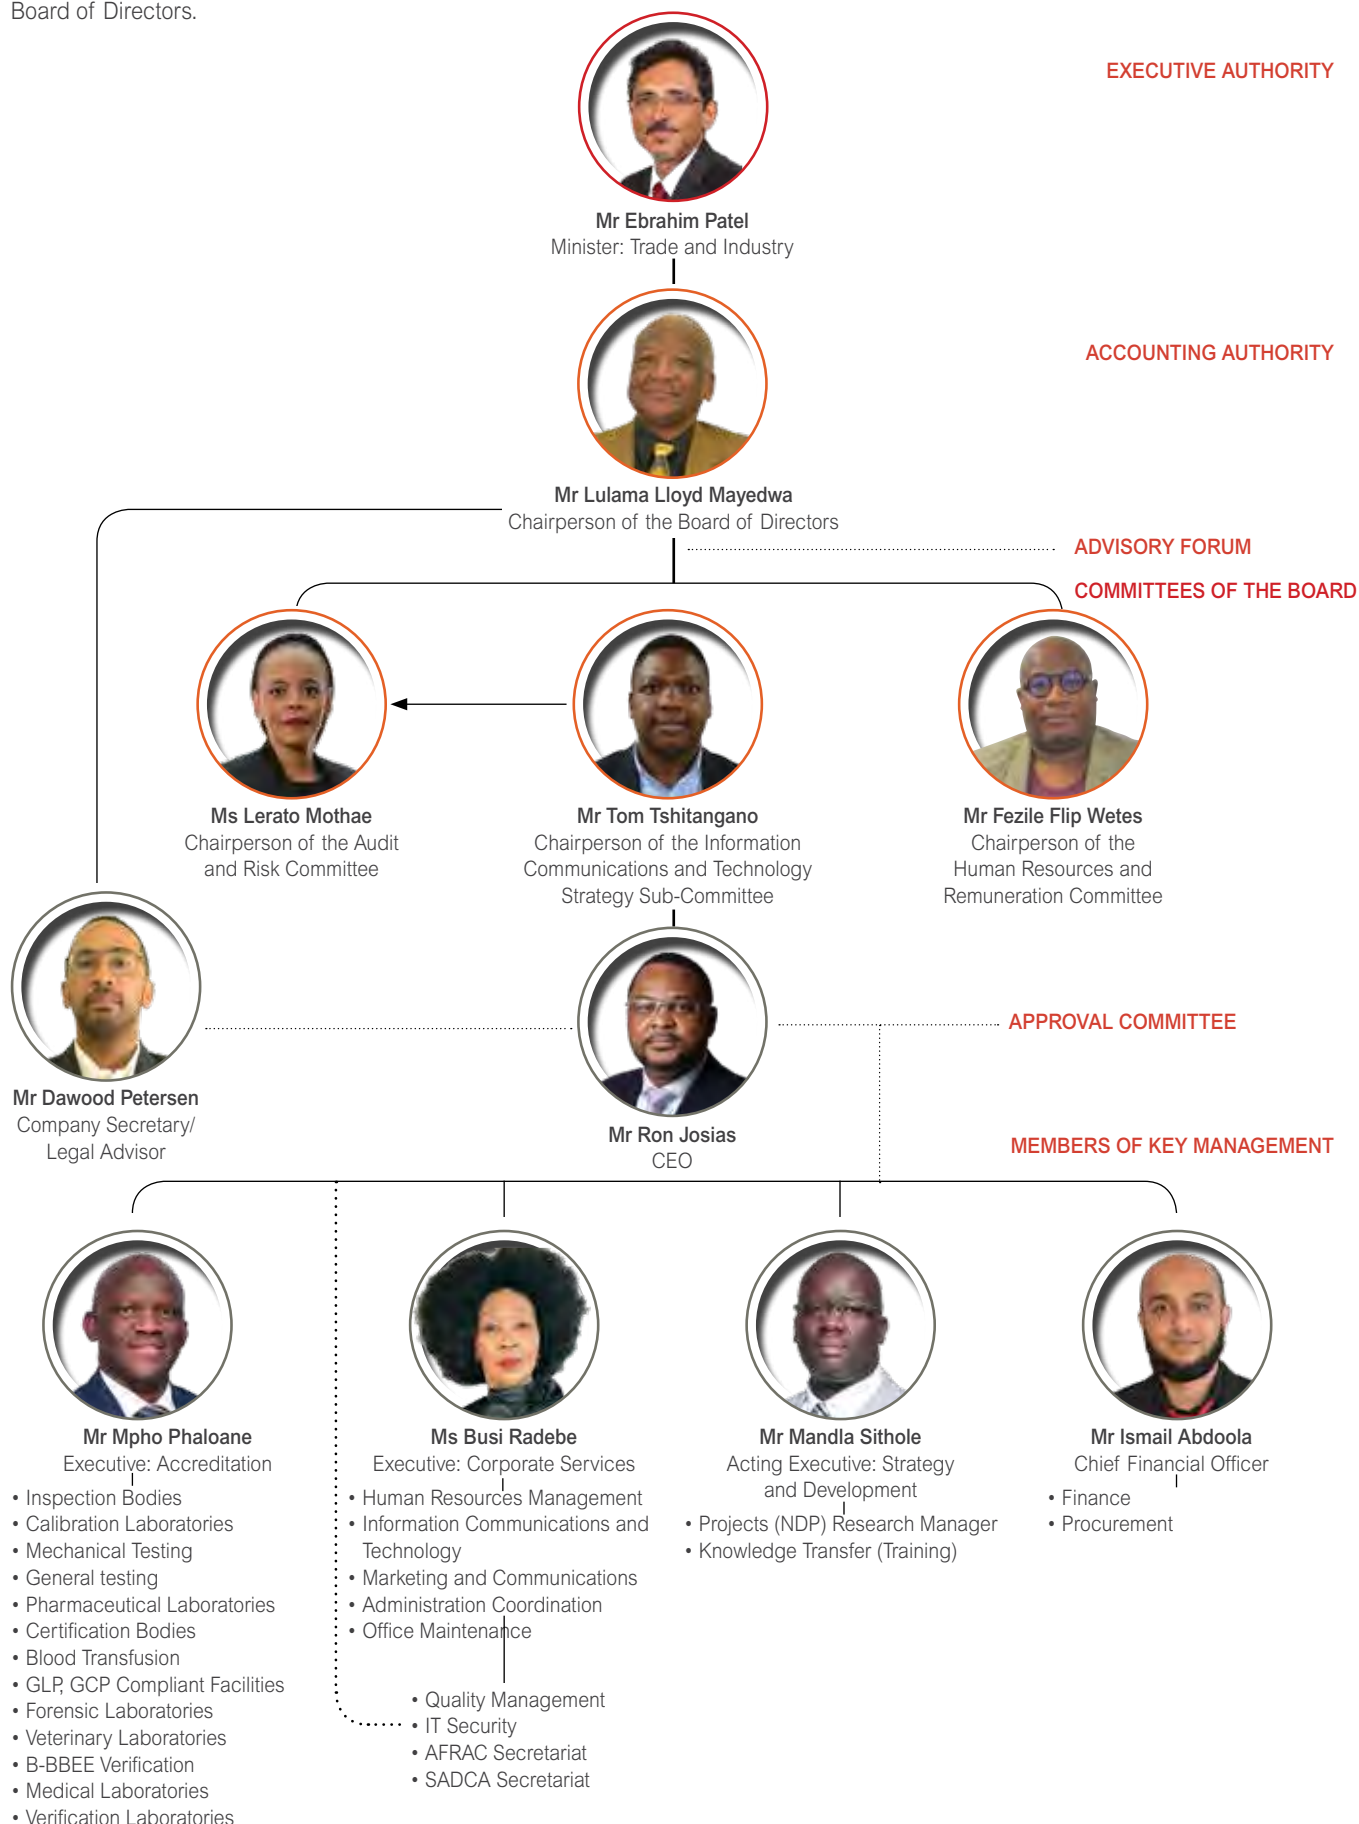 Board of Directors.
EXECUTIVE AUTHORITY
Mr Ebrahim Patel
Minister: Trade and Industry
ACCOUNTING AUTHORITY
Mr Lulama Lloyd Mayedwa
Chairperson of the Board of Directors
ADVISORY FORUM
COMMITTEES OF THE BOARD
Ms Lerato Mothae
Chairperson of the Audit
and Risk Committee
Mr Tom Tshitangano
Chairperson of the Information
Communications and Technology
Strategy Sub-Committee
Mr Fezile Flip Wetes
Chairperson of the
Human Resources and
Remuneration Committee
Mr Dawood Petersen
Company Secretary/
Legal Advisor
Mr Ron Josias
CEO
APPROVAL COMMITTEE
MEMBERS OF KEY MANAGEMENT
Mr Mpho Phaloane
Executive: Accreditation
• Inspection Bodies
• Calibration Laboratories
• Mechanical Testing
• General testing
• Pharmaceutical Laboratories
• Certification Bodies
• Blood Transfusion
• GLP, GCP Compliant Facilities
• Forensic Laboratories
• Veterinary Laboratories
• B-BBEE Verification
• Medical Laboratories
• Verification Laboratories
Ms Busi Radebe
Executive: Corporate Services
• Human Resources Management
• Information Communications and
Technology
• Marketing and Communications
• Administration Coordination
• Office Maintenance
• Quality Management
• IT Security
• AFRAC Secretariat
• SADCA Secretariat
Mr Mandla Sithole
Acting Executive: Strategy
and Development
• Projects (NDP) Research Manager
• Knowledge Transfer (Training)
Mr Ismail Abdoola
Chief Financial Officer
• Finance
• Procurement